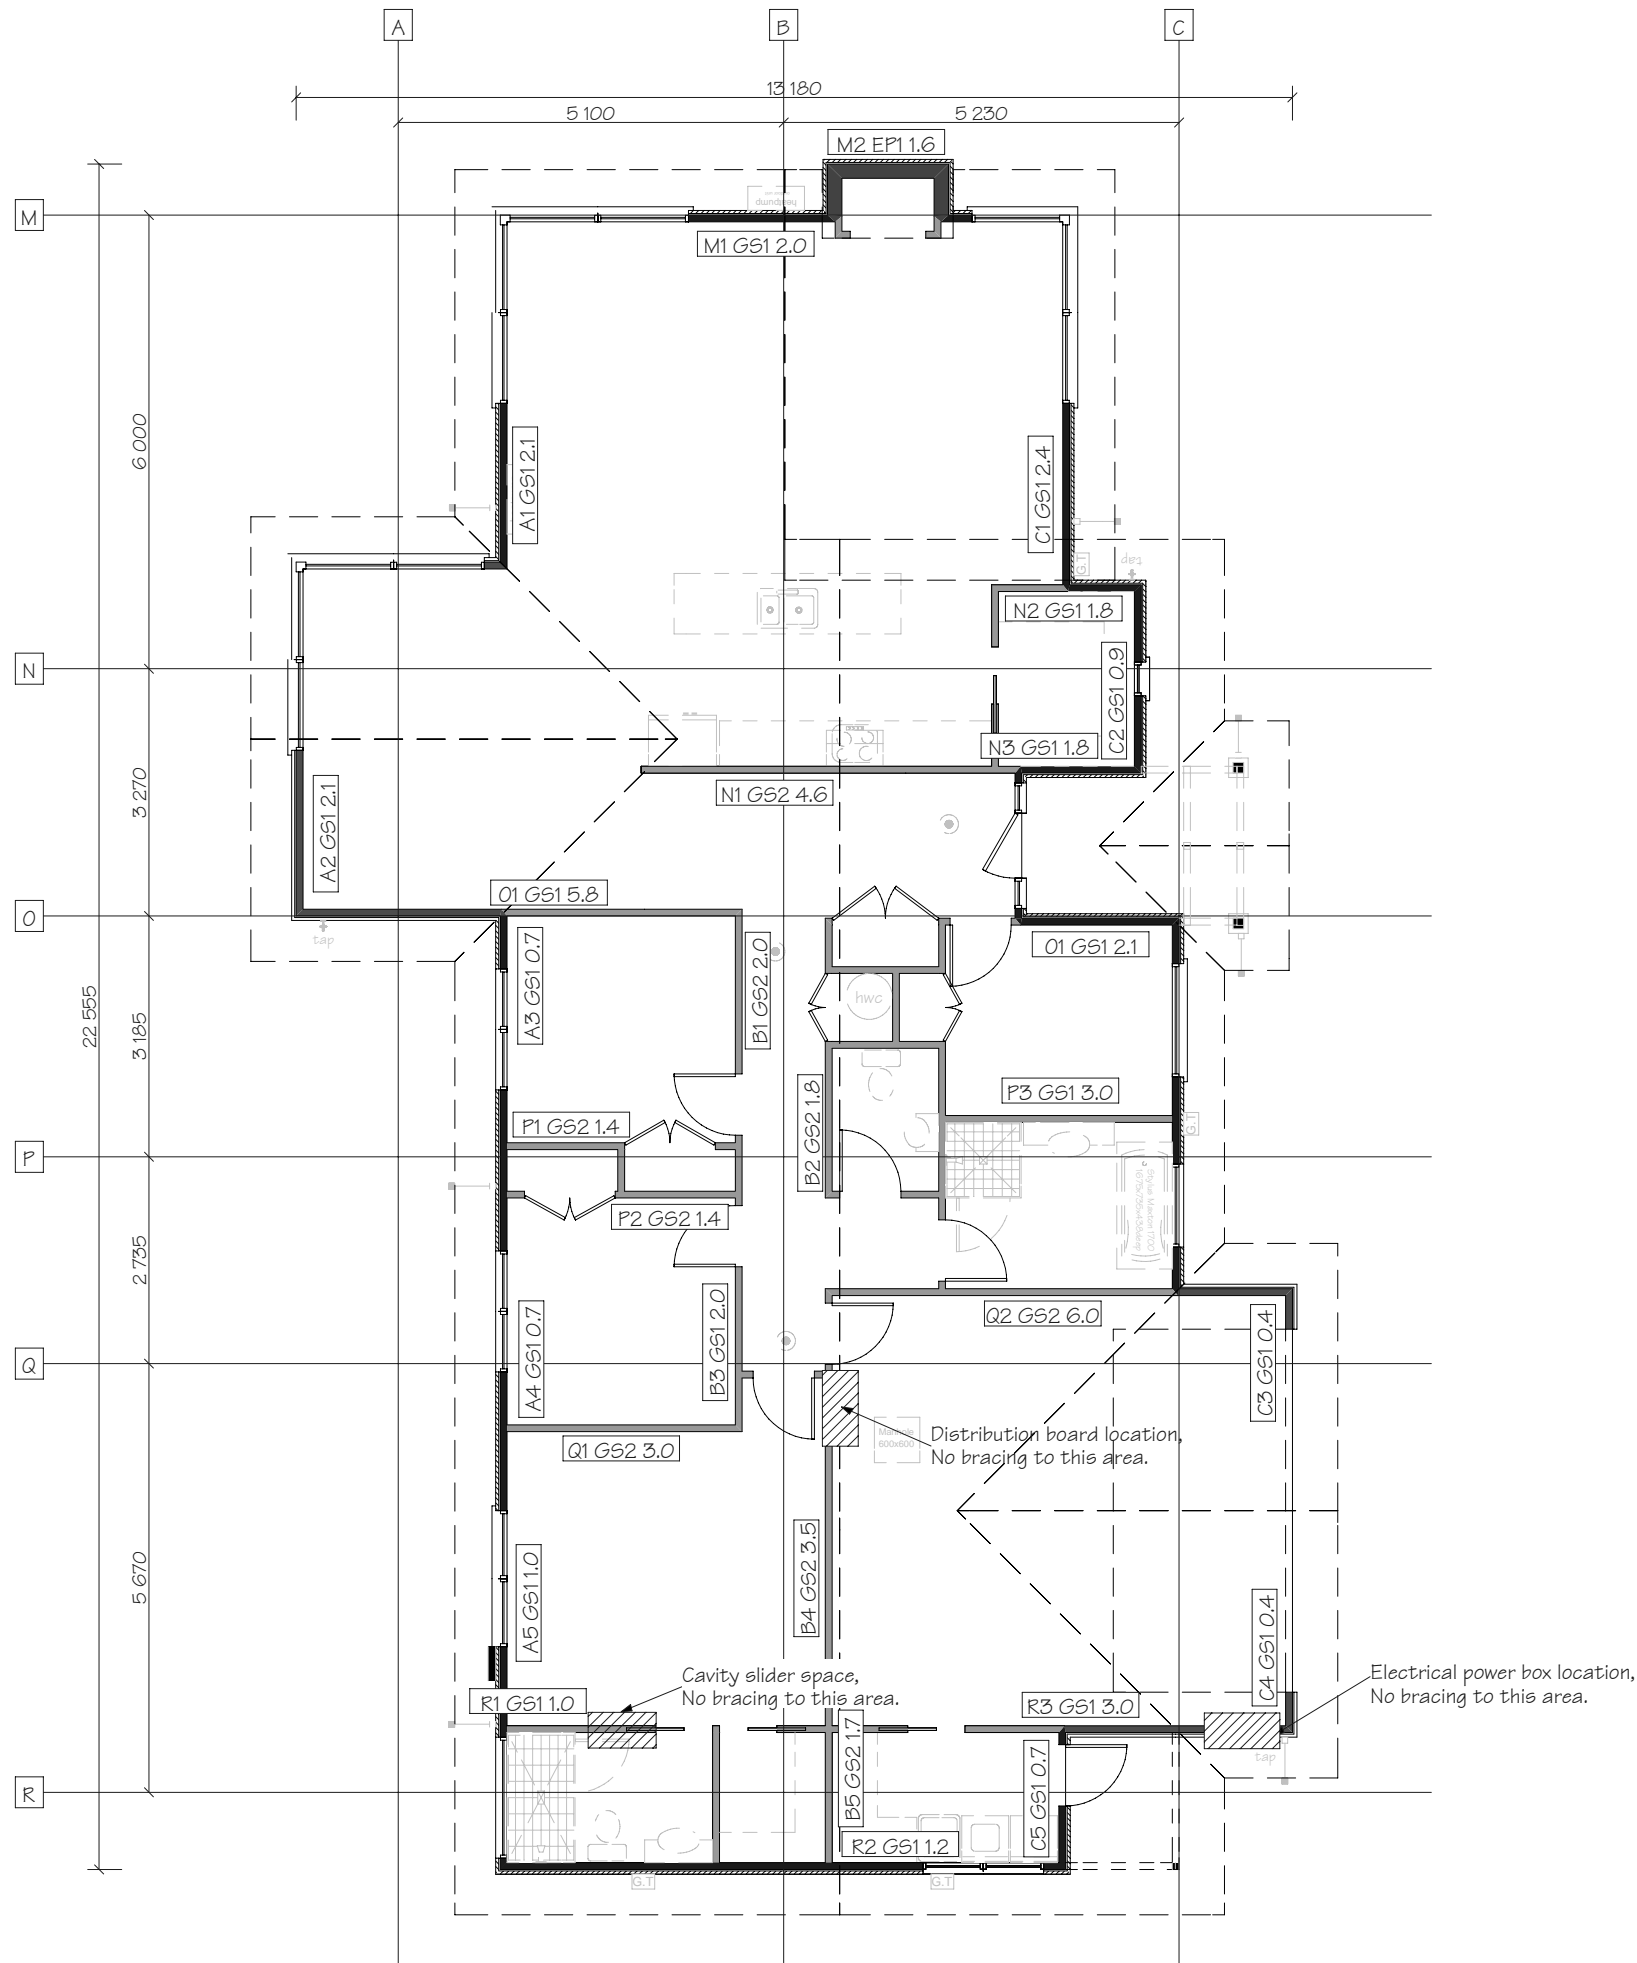 A
B
C
13 180
5 100
5 230
M2 EP1 1.6
heatpump
M
M1 GS1 2.0
6 000
A1 GS1 2.1
C1 GS1 2.4
tap
G.T
N2 GS1 1.8
N
C2 GS1 0.9
N3 GS1 1.8
3 270
A2 GS1 2.1
N1 GS2 4.6
O1 GS1 5.8
O
tap
O1 GS1 2.1
A3 GS1 0.7
B1 GS2 2.0
hwc
22 555
3 185
P3 GS1 3.0
B2 GS2 1.8
G.T
P1 GS2 1.4
P
Stylus Maxton 1700
P2 GS2 1.4
2 735
Q2 GS2 6.0
A4 GS1 0.7
B3 GS1 2.0
C3 GS1 0.4
Q
Distribution board location,
No bracing to this area.
Manhole
600x600
Q1 GS2 3.0
5 670
A5 GS1 1.0
B4 GS2 3.5
C4 GS1 0.4
Cavity slider space,
No bracing to this area.
Electrical power box location,
No bracing to this area.
R1 GS1 1.0
R3 GS1 3.0
tap
B5 GS2 1.7
C5 GS1 0.7
R
R2 GS1 1.2
G.T
G.T